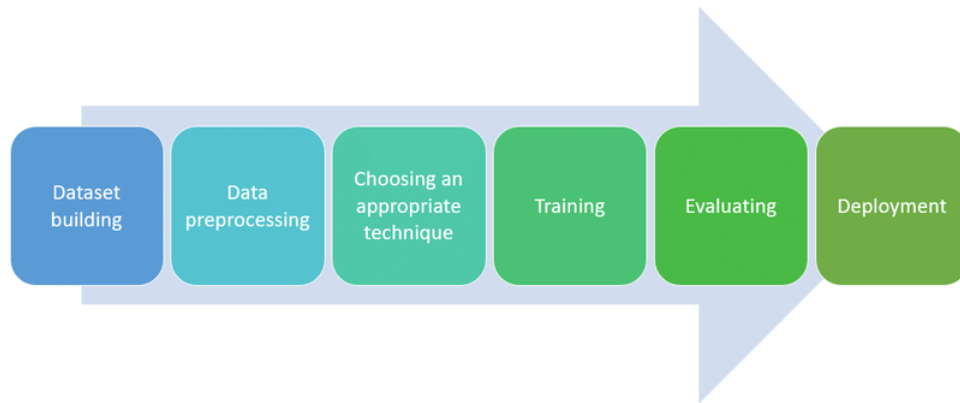 Dataset
building
Data
preprocessing
Choosing an
appropriate
technique
Training
Evaluating
Deployment